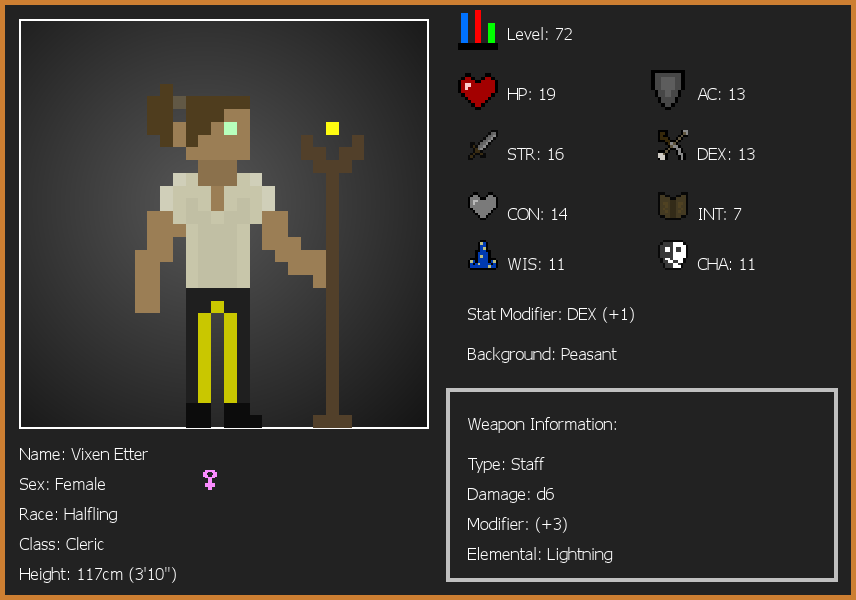 Level: 72
HP: 19
AC: 13
STR: 16
DEX: 13
CON: 14
INT: 7
WIS: 11
CHA: 11
Stat Modifier: DEX (+1)
Background: Peasant
Weapon Information:
Type: Staff
Damage: d6
Modifier: (+3)
Elemental: Lightning
Name: Vixen Etter
Sex: Female
Race: Halfling
Class: Cleric
Height: 117cm (3'10")